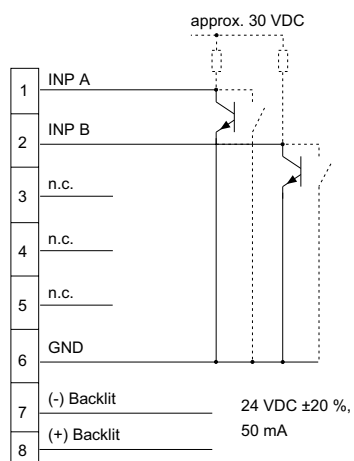 approx. 30 VDC
1 INP A
2 INP B
3 n.c.
4 n.c.
5 n.c.
6 GND
7 (-) Backlit
8 (+) Backlit
24 VDC ±20 %,
50 mA